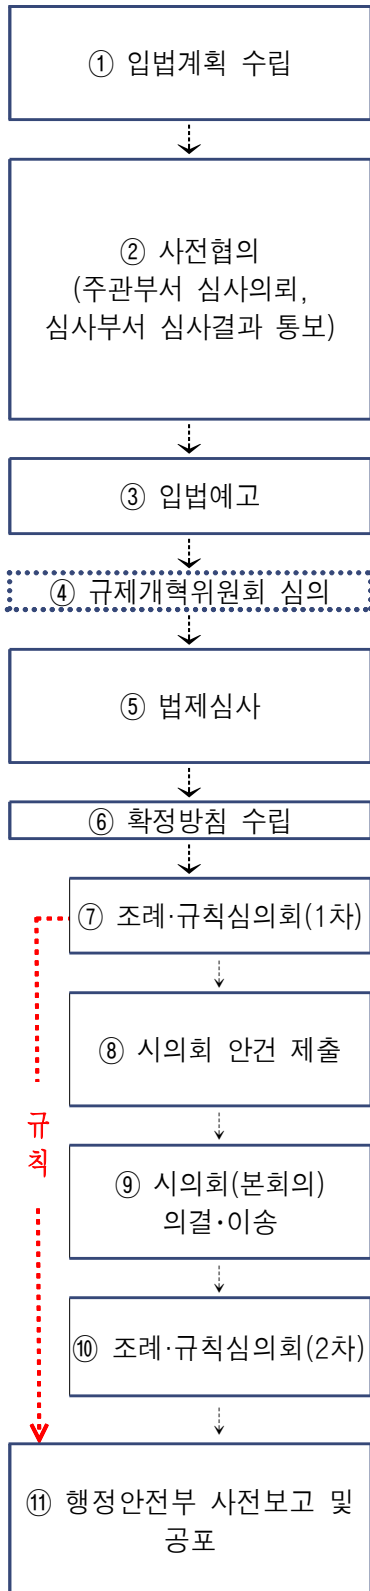 ① 입법계획 수립
② 사전협의
(주관부서 심사의뢰,
심사부서 심사결과 통보)
③ 입법예고
④ 규제개혁위원회 심의
⑤ 법제심사
⑥ 확정방침 수립
⑦ 조례·규칙심의회(1차)
⑧ 시의회 안건 제출
규
칙
⑨ 시의회(본회의)
의결·이송
⑩ 조례·규칙심의회(2차)
⑪ 행정안전부 사전보고 및
공포